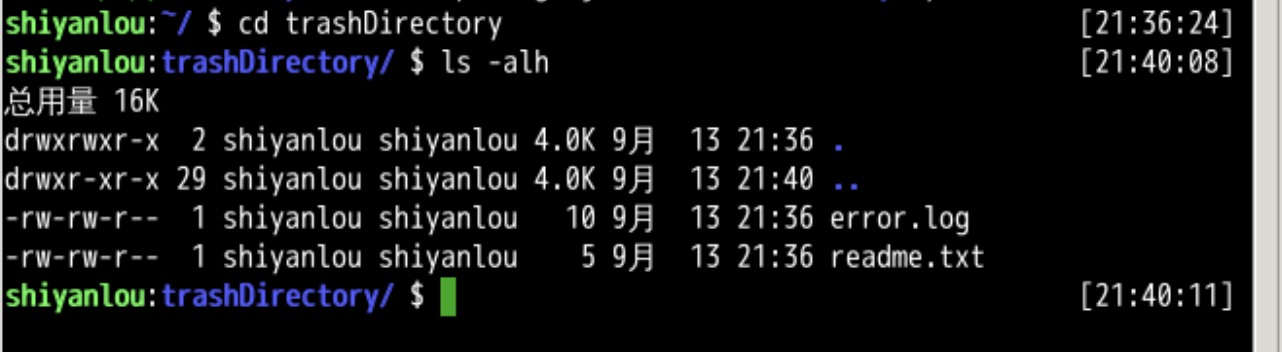 shiyanlou:~/ $ cd trashDirectory [21:36:24]
shiyanlou:trashDirectory/ $ ls -alh [21:40:08]
总用量 16K
drwxrwxr-x  2 shiyanlou shiyanlou 4.0K 9月  13 21:36 .
drwxr-xr-x 29 shiyanlou shiyanlou 4.0K 9月  13 21:40 ..
-rw-rw-r--  1 shiyanlou shiyanlou   10 9月  13 21:36 error.log
-rw-rw-r--  1 shiyanlou shiyanlou    5 9月  13 21:36 readme.txt
shiyanlou:trashDirectory/ $ [21:40:11]